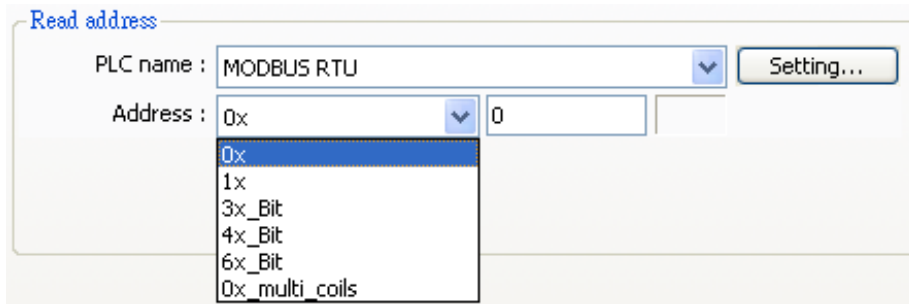 Read address
PLC name : MODBUS RTU Setting...
Address : 0x 0
0x
1x
3x_Bit
4x_Bit
6x_Bit
0x_multi_coils